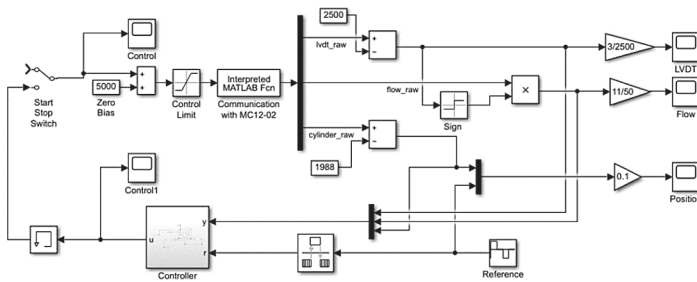 2500
lvdt_raw
+
−
3/2500
LVDT
Control
Start
Stop
Switch
5000
Zero
Bias
+
+
Control
Limit
Interpreted
MATLAB Fcn
Communication
with MC12-02
flow_raw
Sign
×
11/50
Flow
cylinder_raw
+
−
1988
Control1
0.1
Positio
y
u
r
Controller
Reference